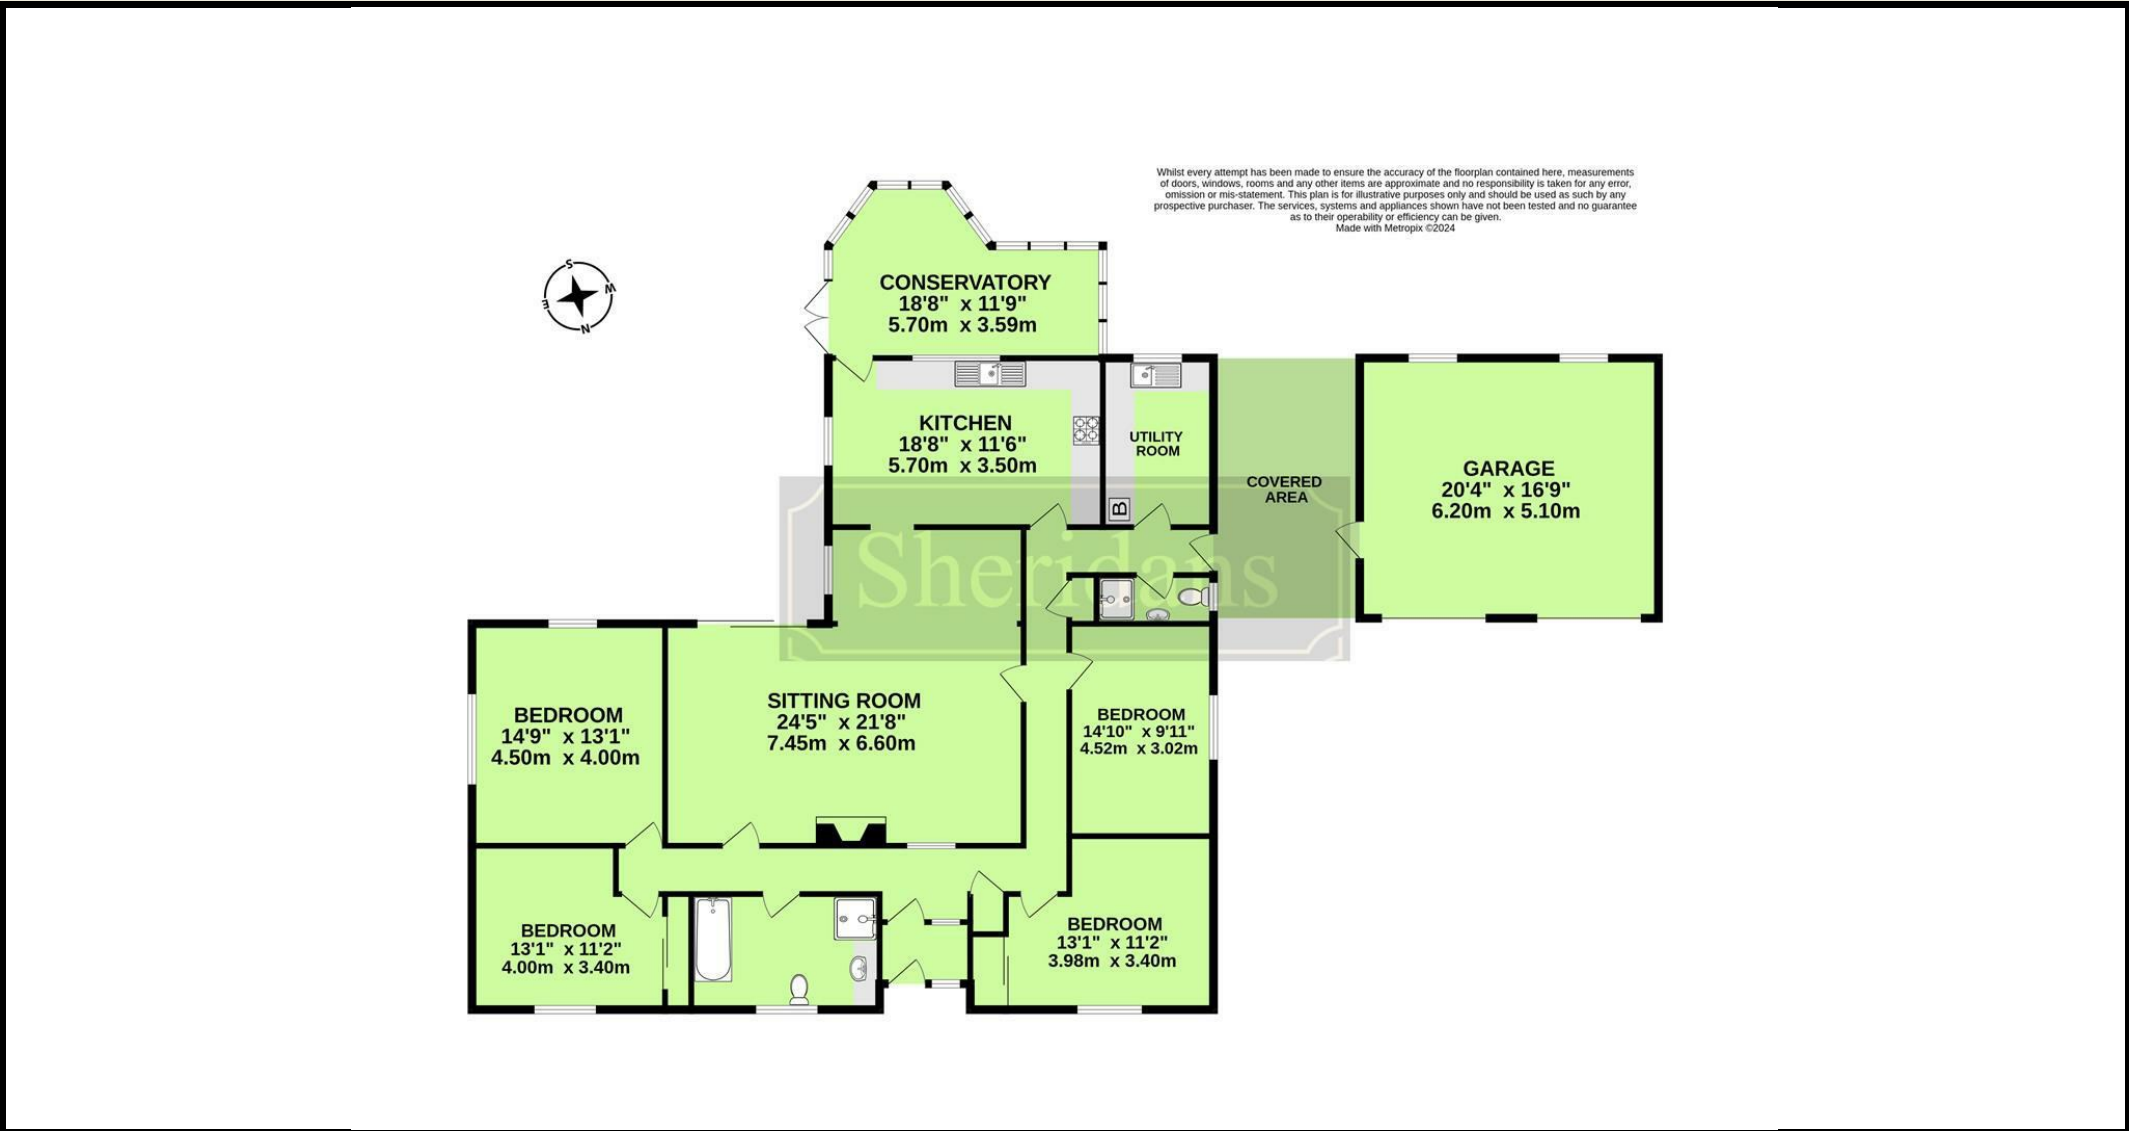 Whilst every attempt has been made to ensure the accuracy of the floorplan contained here, measurements
of doors, windows, rooms and any other items are approximate and no responsibility is taken for any error,
omission or mis-statement. This plan is for illustrative purposes only and should be used as such by any
prospective purchaser. The services, systems and appliances shown have not been tested and no guarantee
as to their operability or efficiency can be given.
Made with Metropix ©2024
S
W
E
N
CONSERVATORY
18'8" x 11'9"
5.70m x 3.59m
KITCHEN
18'8" x 11'6"
5.70m x 3.50m
UTILITY
ROOM
B
COVERED
AREA
GARAGE
20'4" x 16'9"
6.20m x 5.10m
Sheridans
SITTING ROOM
24'5" x 21'8"
7.45m x 6.60m
BEDROOM
14'9" x 13'1"
4.50m x 4.00m
BEDROOM
14'10" x 9'11"
4.52m x 3.02m
BEDROOM
13'1" x 11'2"
4.00m x 3.40m
BEDROOM
13'1" x 11'2"
3.98m x 3.40m